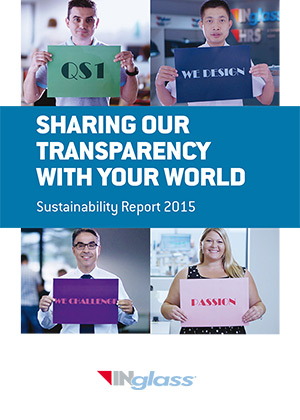 INglass
HRS
QS1
WE DESIGN
SHARING OUR
TRANSPARENCY
WITH YOUR WORLD
Sustainability Report 2015
WE CHALLENGE
PASSION
INglass